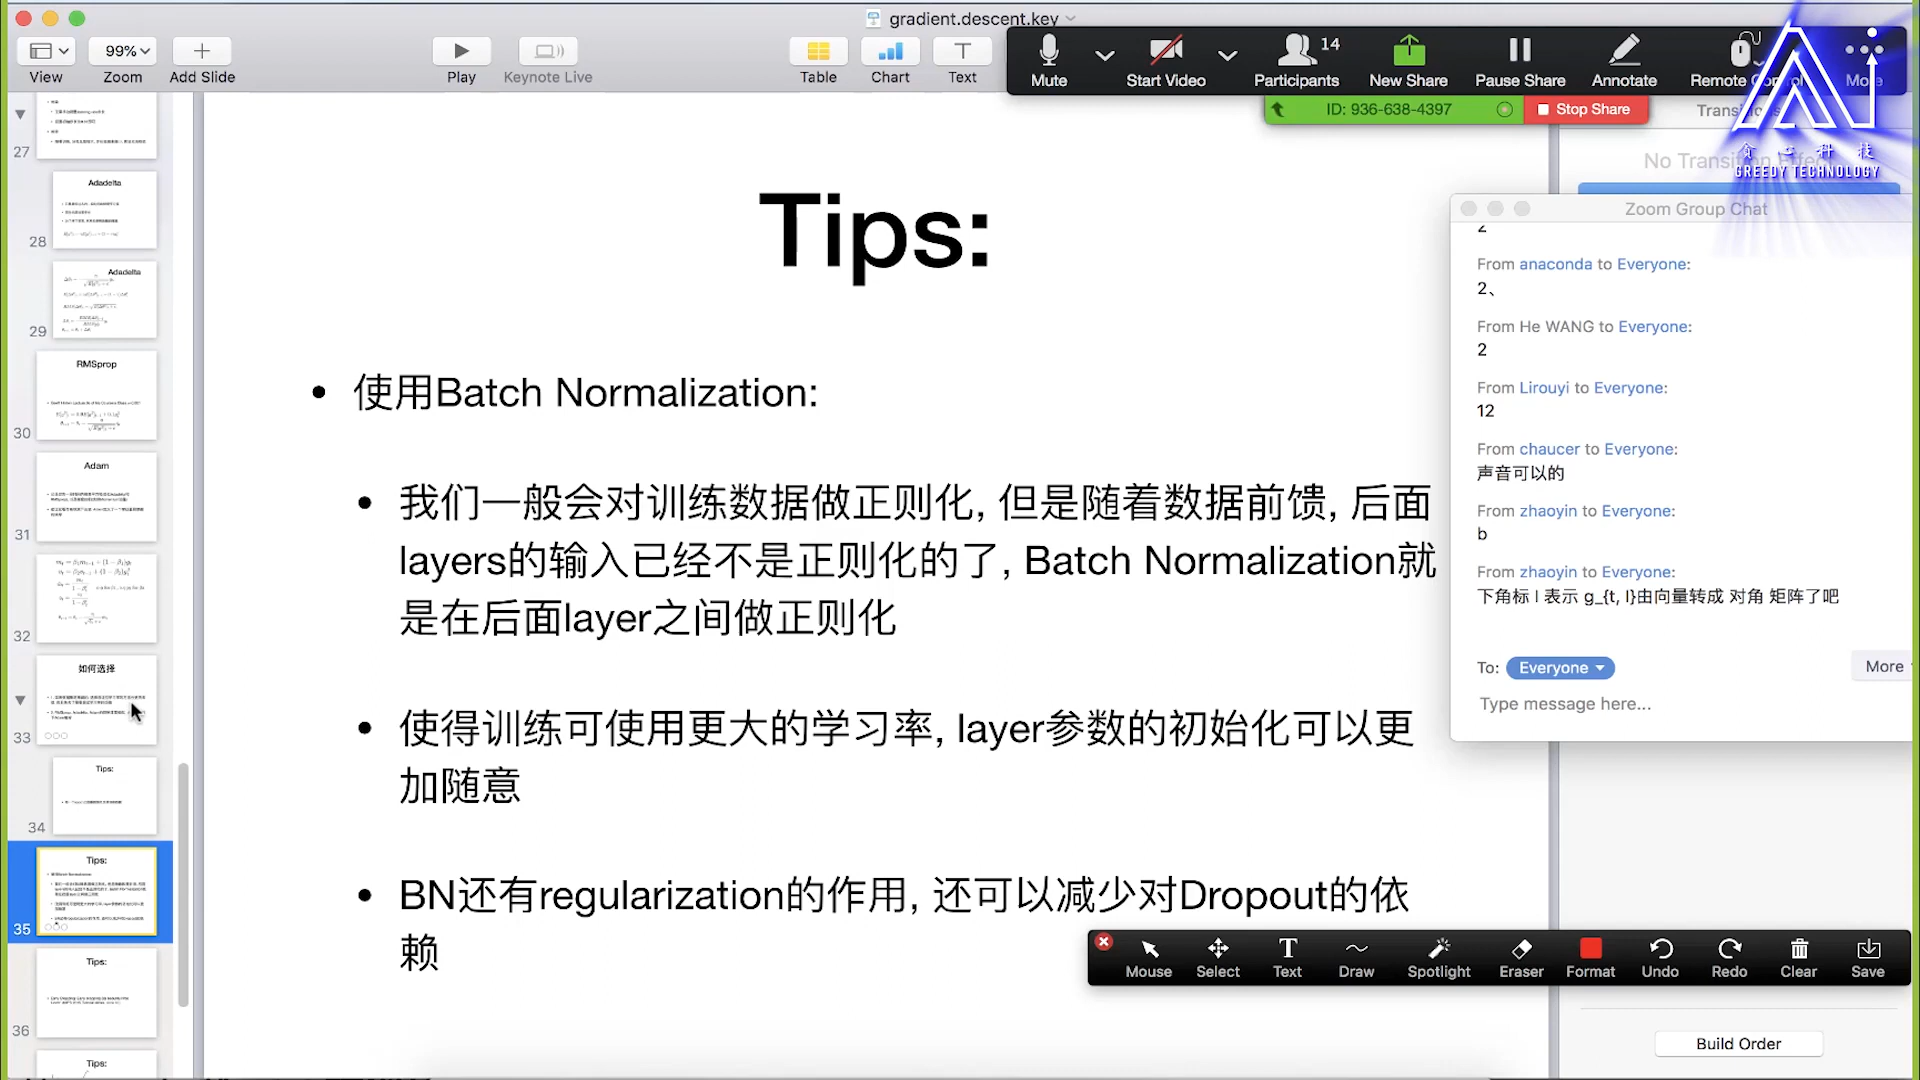 gradient.descent.key
View
99%
Zoom
Add Slide
Play
Keynote Live
Table
Chart
Text
Mute
Start Video
Participants
14
New Share
Pause Share
Annotate
ID: 936-638-4397
Stop Share
贪心科技
GREEDY TECHNOLOGY
27
Adadelta
28
Adadelta
29
RMSprop
30
Adam
31
32
如何选择
33
Tips:
34
Tips:
35
Tips:
36
Tips:
Tips:
• 使用Batch Normalization:
• 我们一般会对训练数据做正则化, 但是随着数据前馈, 后面
layers的输入已经不是正则化的了, Batch Normalization就
是在后面layer之间做正则化
• 使得训练可使用更大的学习率, layer参数的初始化可以更
加随意
• BN还有regularization的作用, 还可以减少对Dropout的依
赖
Zoom Group Chat
From anaconda to Everyone:
2、
From He WANG to Everyone:
2
From Lirouyi to Everyone:
12
From chaucer to Everyone:
声音可以的
From zhaoyin to Everyone:
b
From zhaoyin to Everyone:
下角标 I 表示 g_{t, I}由向量转成 对角 矩阵了吧
To: Everyone
More
Type message here...
Mouse
Select
Text
Draw
Spotlight
Eraser
Format
Undo
Redo
Clear
Save
Build Order